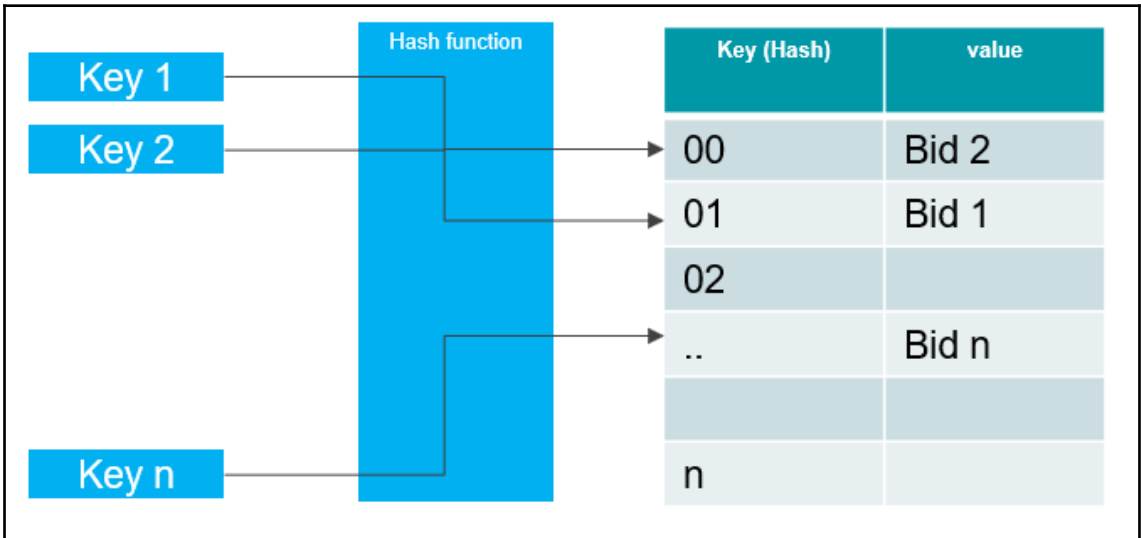 Hash function
Key 1
Key 2
Key n
Key (Hash) value
00 Bid 2
01 Bid 1
02
.. Bid n
n